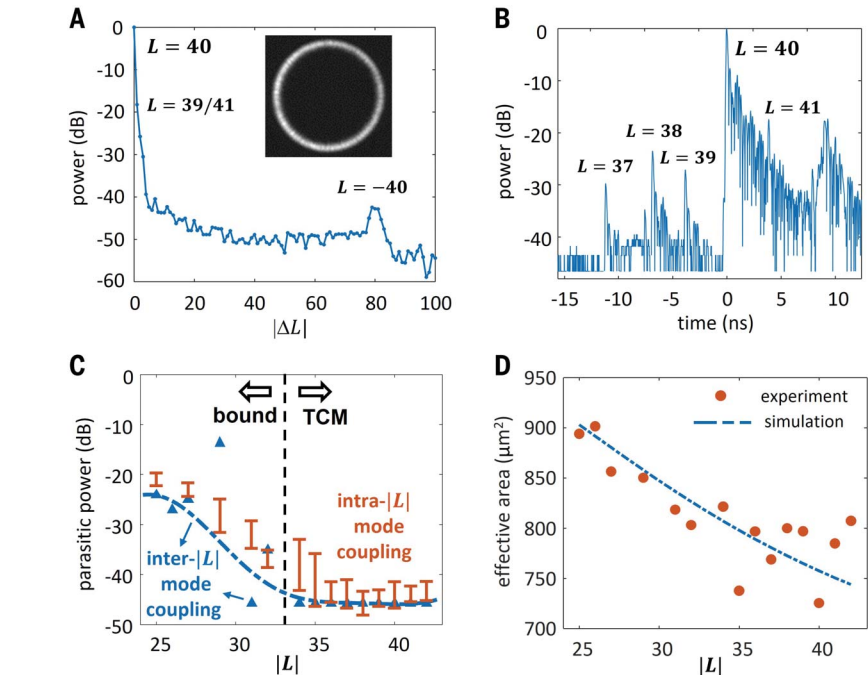 A
0
-10
-20
-30
-40
-50
-60
power (dB)
L = 40
L = 39/41
L = −40
0 20 40 60 80 100
|ΔL|
B
0
-10
-20
-30
-40
power (dB)
L = 40
L = 41
L = 38
L = 37
L = 39
-15 -10 -5 0 5 10
time (ns)
C
0
-10
-20
-30
-40
-50
parasitic power (dB)
bound TCM
intra-|L|
mode
coupling
inter-|L|
mode
coupling
25 30 35 40
|L|
D
950
900
850
800
750
700
effective area (μm²)
experiment
simulation
25 30 35 40
|L|